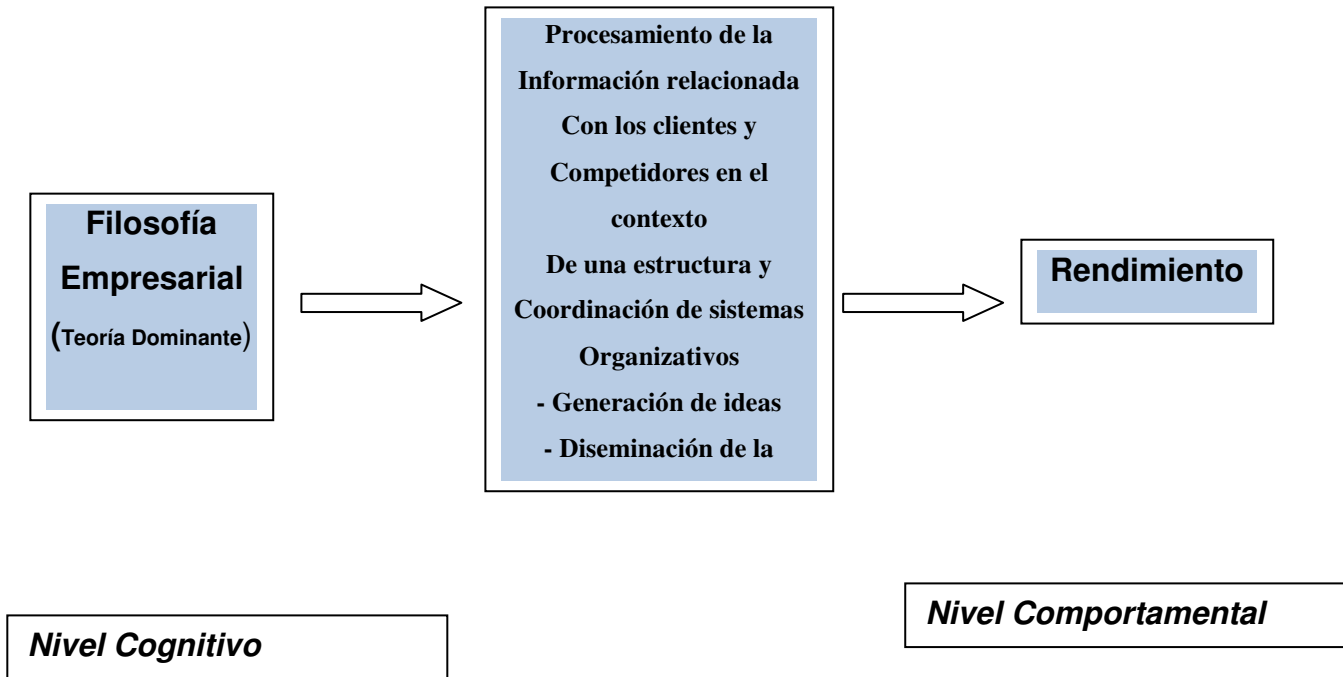 Filosofía
Empresarial
(Teoría Dominante)
Procesamiento de la
Información relacionada
Con los clientes y
Competidores en el
contexto
De una estructura y
Coordinación de sistemas
Organizativos
- Generación de ideas
- Diseminación de la
Rendimiento
Nivel Cognitivo
Nivel Comportamental